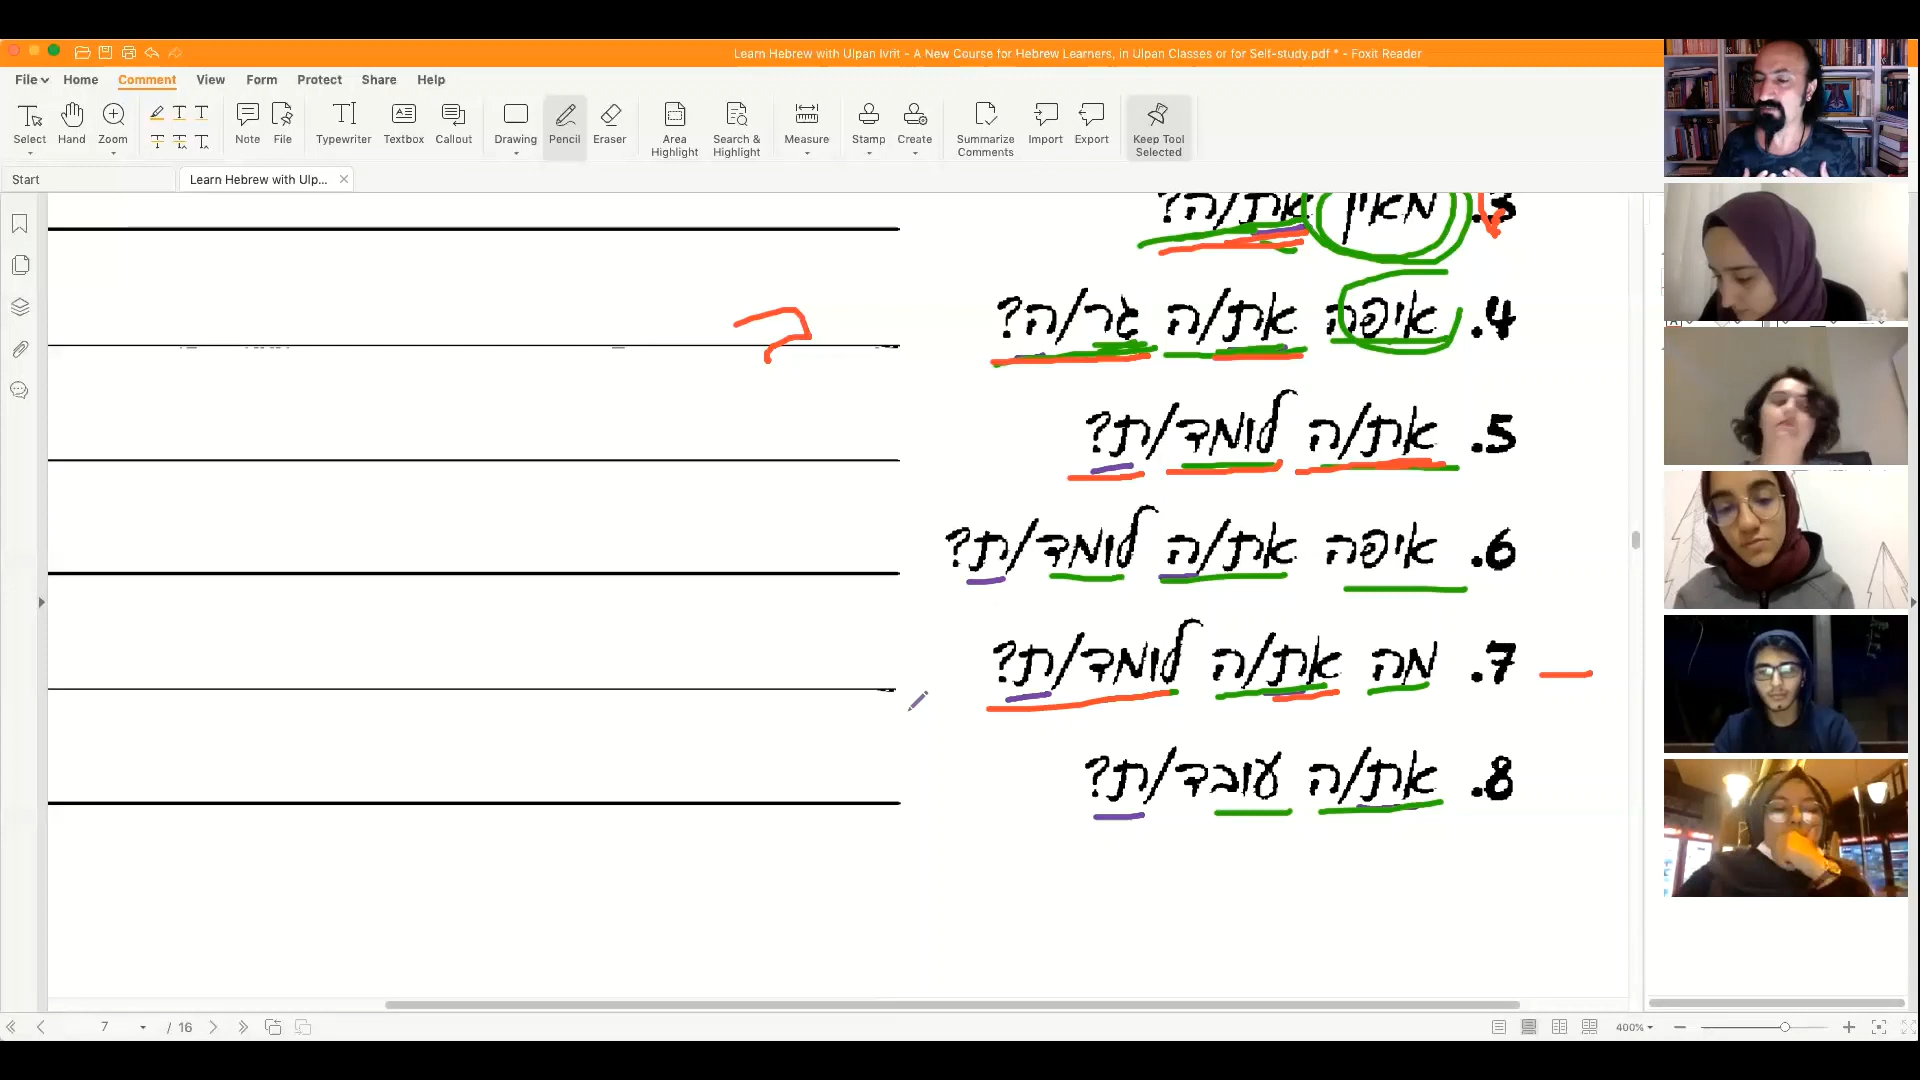 Learn Hebrew with Ulpan Ivrit - A New Course for Hebrew Learners, in Ulpan Classes or for Self-study.pdf * - Foxit Reader
File Home Comment View Form Protect Share Help
Select Hand Zoom Note File Typewriter Textbox Callout Drawing Pencil Eraser Area Highlight Search & Highlight Measure Stamp Create Summarize Comments Import Export Keep Tool Selected
Start Learn Hebrew with Ulp...
3. מאין את/ה?
4. איפה את/ה גר/ה?
5. את/ה לומד/ת?
6. איפה את/ה לומד/ת?
7. מה את/ה לומד/ת?
8. את/ה עובד/ת?
7 / 16 400%